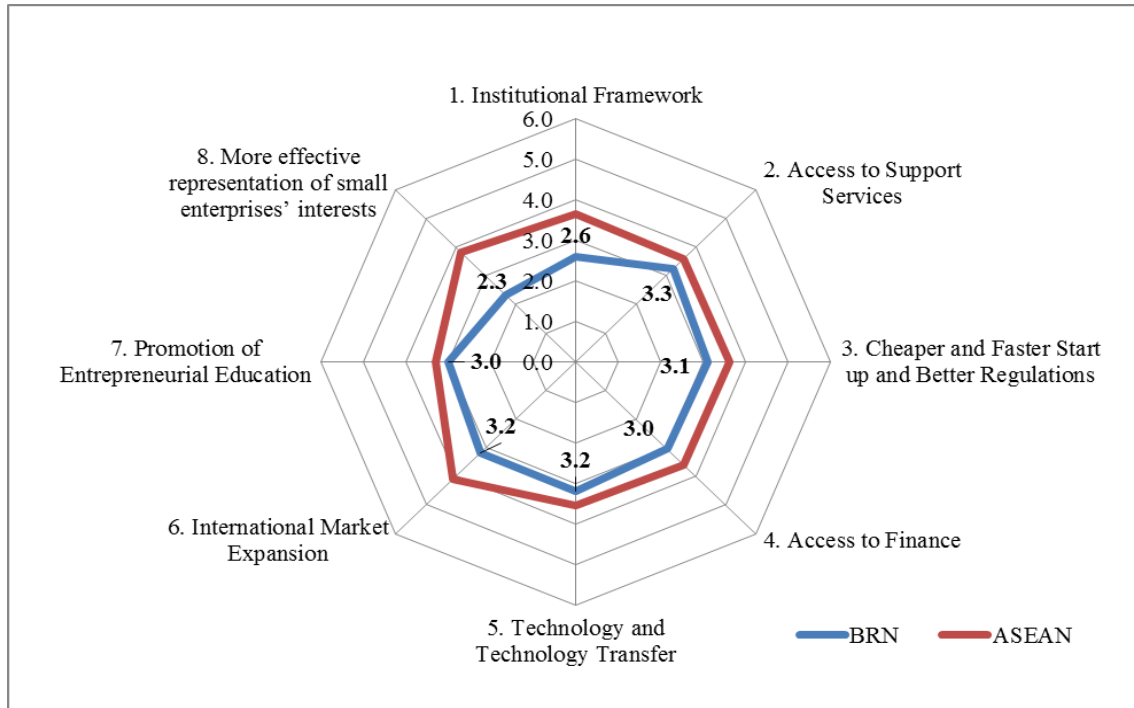 1. Institutional Framework
6.0
5.0
4.0
3.0
2.0
1.0
0.0
2. Access to Support
Services
3. Cheaper and Faster Start
up and Better Regulations
4. Access to Finance
5. Technology and
Technology Transfer
6. International Market
Expansion
7. Promotion of
Entrepreneurial Education
8. More effective
representation of small
enterprises’ interests
2.6
3.3
3.1
3.0
3.2
3.2
3.0
2.3
BRN
ASEAN